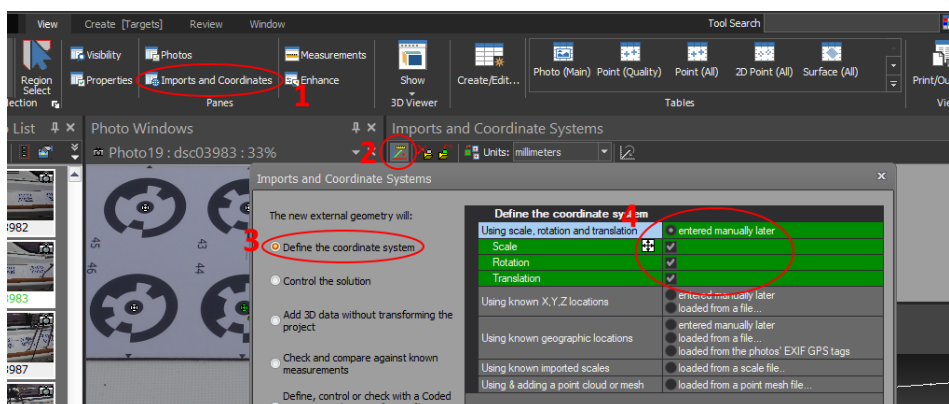 View Create [Targets] Review Window Tool Search
Visibility Photos Measurements
Region Select Properties Imports and Coordinates Enhance Show Create/Edit... Photo (Main) Point (Quality) Point (All) 2D Point (All) Surface (All) Print/Ou
lection Panes 1 3D Viewer Tables Vie
List Photo Windows Imports and Coordinate Systems
Photo19 : dsc03983 : 33% 2 Units: millimeters
Imports and Coordinate Systems
The new external geometry will:
3 Define the coordinate system
Control the solution
Add 3D data without transforming the
project
Check and compare against known
measurements
Define, control or check with a Coded
Define the coordinate system 4
Using scale, rotation and translation entered manually later
Scale
Rotation
Translation
Using known X,Y,Z locations entered manually later
loaded from a file...
Using known geographic locations entered manually later
loaded from a file...
loaded from the photos' EXIF GPS tags
Using known imported scales loaded from a scale file..
Using & adding a point cloud or mesh loaded from a point mesh file...
3982
3983
3987
45 43
46 44